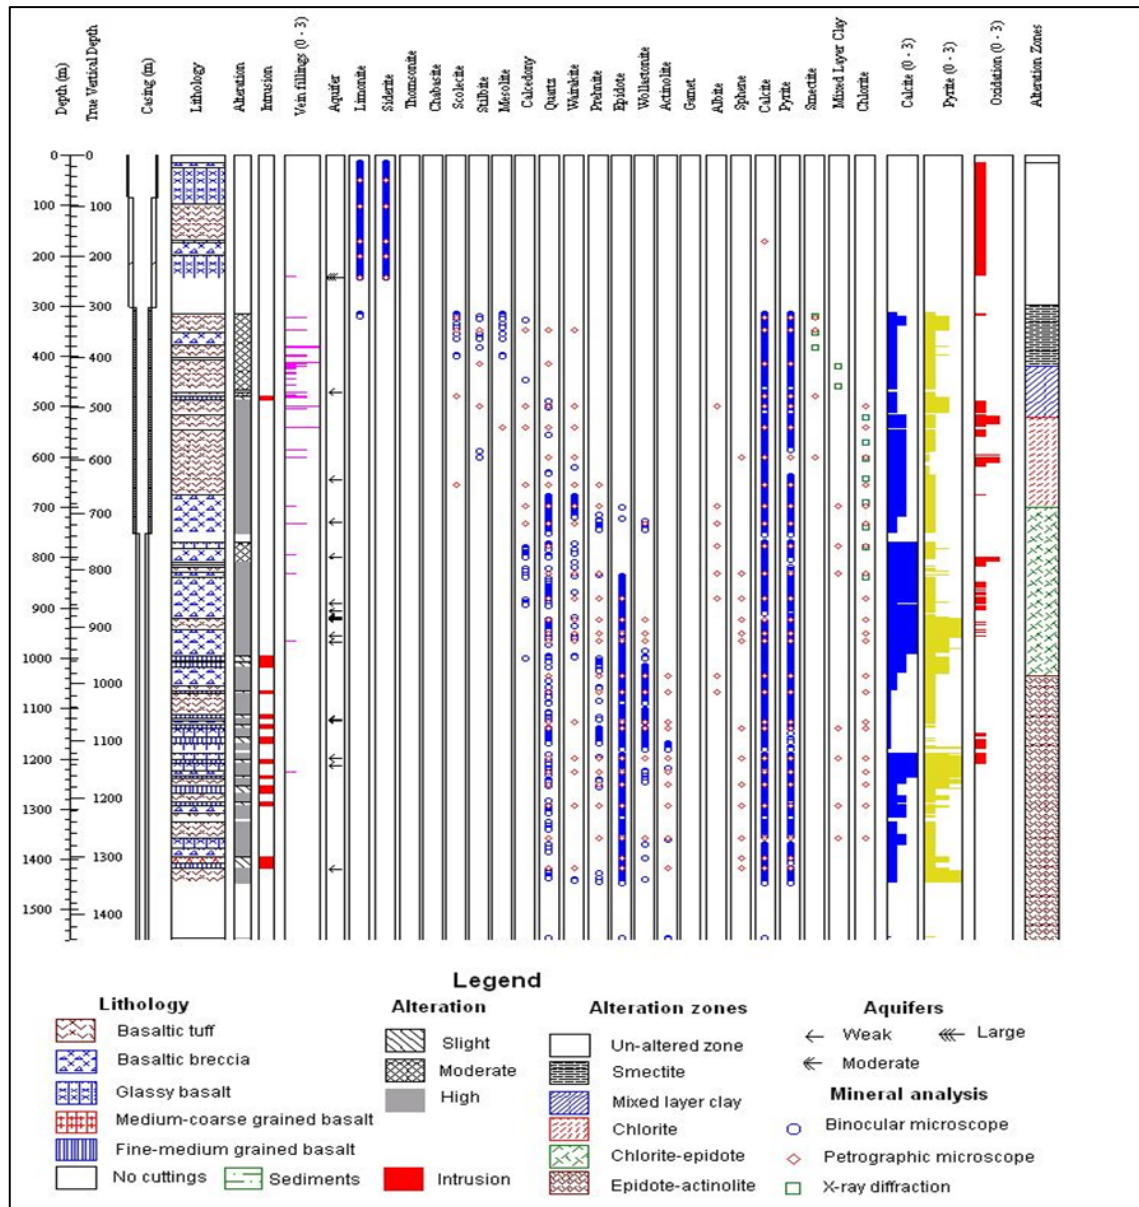 Depth (m)
True Vertical Depth
Casing (m)
Lithology
Alteration
Intrusion
Vein fillings (0 - 3)
Aquifer
Limonite
Siderite
Thomsonite
Chabasite
Scolecite
Stilbite
Mesolite
Calcedony
Quartz
Wairakite
Prehnite
Epidote
Wollastonite
Actinolite
Garnet
Albite
Sphene
Calcite
Pyrite
Smectite
Mixed Layer Clay
Chlorite
Calcite (0 - 3)
Pyrite (0 - 3)
Oxidation (0 - 3)
Alteration Zones
0 0
100 100
200 200
300 300
400 400
500 500
600 600
700 700
800 800
900 900
1000 1000
1100 1100
1200 1200
1300 1300
1400 1400
1500
Legend
Lithology
Basaltic tuff
Basaltic breccia
Glassy basalt
Medium-coarse grained basalt
Fine-medium grained basalt
No cuttings
Sediments
Alteration
Slight
Moderate
High
Intrusion
Alteration zones
Un-altered zone
Smectite
Mixed layer clay
Chlorite
Chlorite-epidote
Epidote-actinolite
Aquifers
Weak
Large
Moderate
Mineral analysis
Binocular microscope
Petrographic microscope
X-ray diffraction